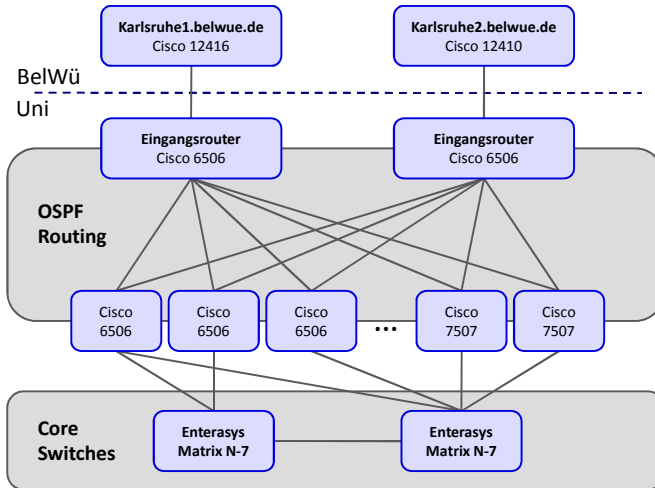 Karlsruhe1.belwue.de
Cisco 12416
Karlsruhe2.belwue.de
Cisco 12410
BelWü
Uni
Eingangsrouter
Cisco 6506
Eingangsrouter
Cisco 6506
OSPF
Routing
Cisco
6506
Cisco
6506
Cisco
6506
...
Cisco
7507
Cisco
7507
Core
Switches
Enterasys
Matrix N-7
Enterasys
Matrix N-7